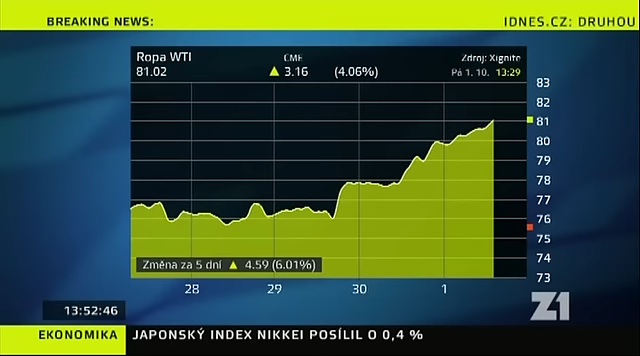 BREAKING NEWS:
IDNES.CZ: DRUHOU
Ropa WTI
CME
Zdroj: Xignite
81.02
▲ 3.16
(4.06%)
Pá 1. 10. 13:29
83
82
81
80
79
78
77
76
75
74
73
Změna za 5 dní ▲ 4.59 (6.01%)
28
29
30
1
13:52:46
Z1
EKONOMIKA
JAPONSKÝ INDEX NIKKEI POSÍLIL O 0,4 %